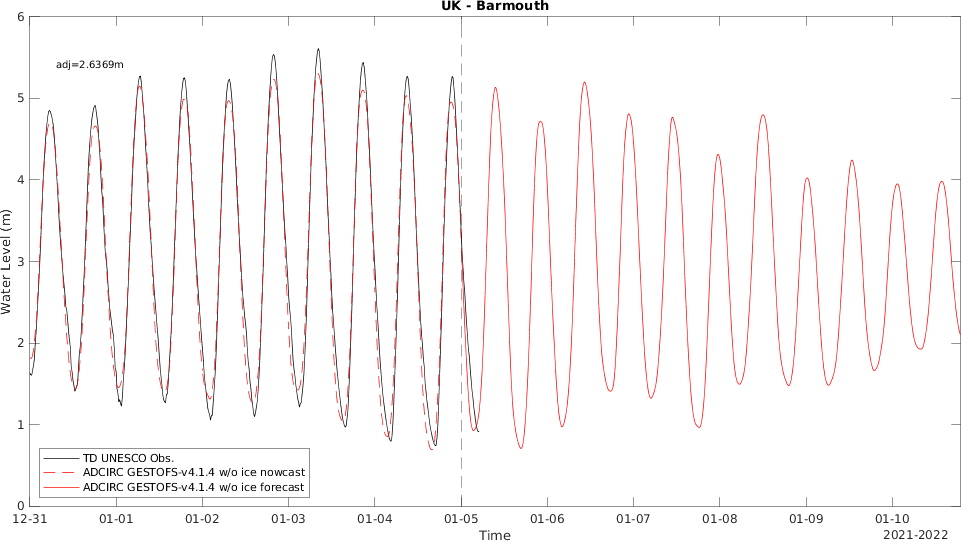 UK - Barmouth
adj=2.6369m
6
5
4
3
2
1
0
Water Level (m)
TD UNESCO Obs.
ADCIRC GESTOFS-v4.1.4 w/o ice nowcast
ADCIRC GESTOFS-v4.1.4 w/o ice forecast
12-31 01-01 01-02 01-03 01-04 01-05 01-06 01-07 01-08 01-09 01-10
2021-2022
Time